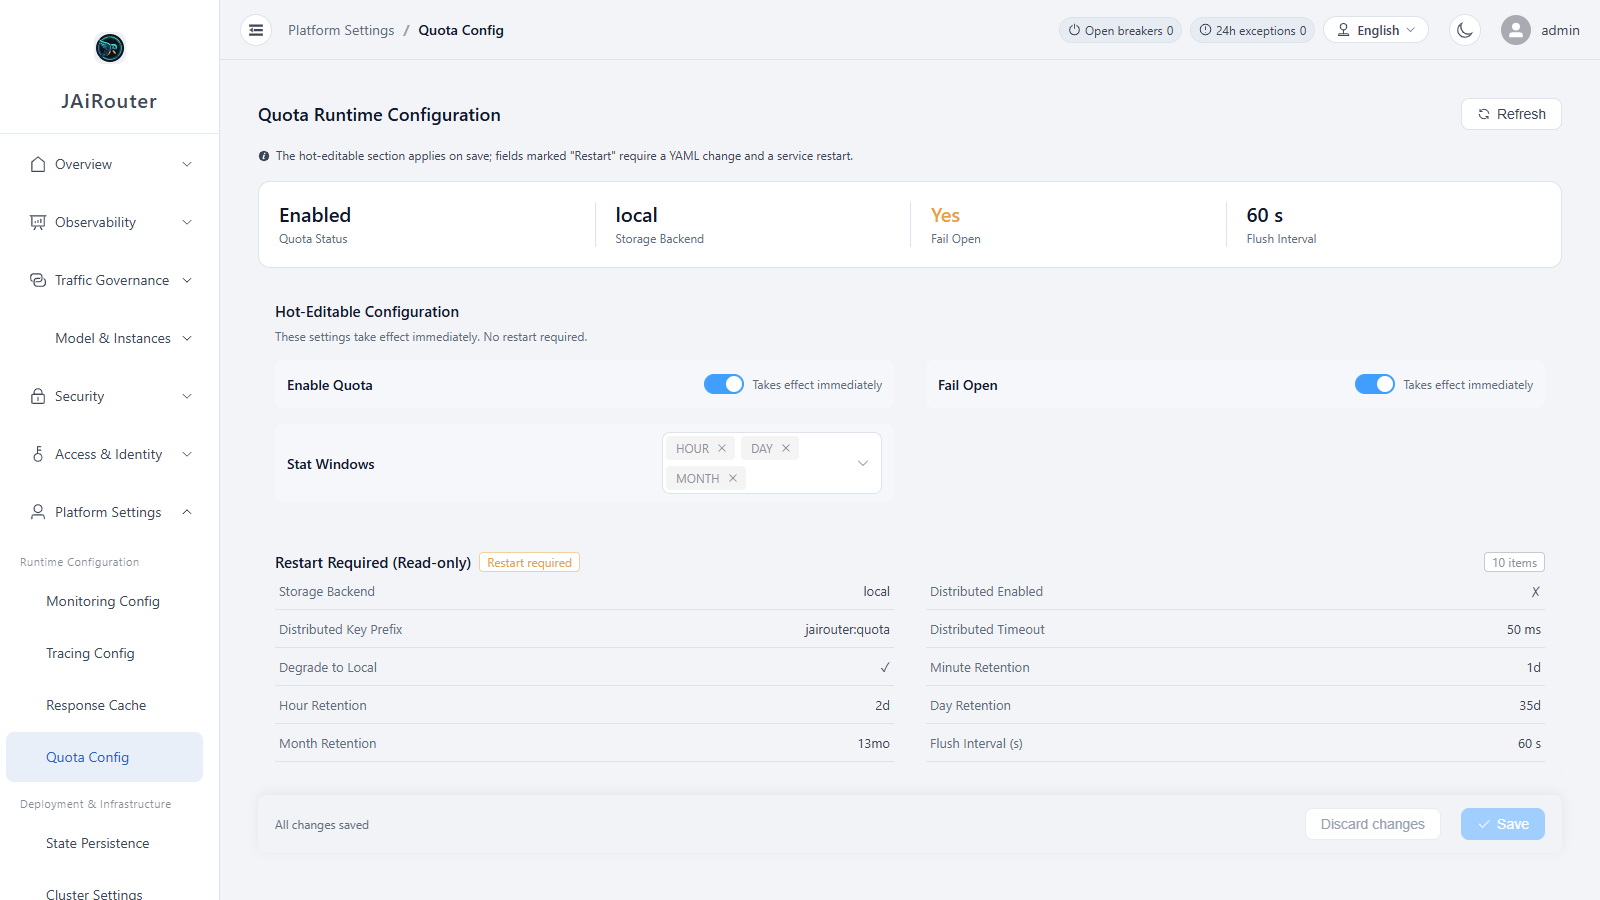 JAiRouter
Overview
Observability
Traffic Governance
Model & Instances
Security
Access & Identity
Platform Settings
Runtime Configuration
Monitoring Config
Tracing Config
Response Cache
Quota Config
Deployment & Infrastructure
State Persistence
Cluster Settings
Platform Settings / Quota Config
Open breakers 0
24h exceptions 0
English
admin
Quota Runtime Configuration
Refresh
The hot-editable section applies on save; fields marked "Restart" require a YAML change and a service restart.
Enabled
Quota Status
local
Storage Backend
Yes
Fail Open
60 s
Flush Interval
Hot-Editable Configuration
These settings take effect immediately. No restart required.
Enable Quota
Takes effect immediately
Fail Open
Takes effect immediately
Stat Windows
HOUR
DAY
MONTH
Restart Required (Read-only)
Restart required
10 items
Storage Backend local
Distributed Enabled ✗
Distributed Key Prefix jairouter:quota
Distributed Timeout 50 ms
Degrade to Local ✓
Minute Retention 1d
Hour Retention 2d
Day Retention 35d
Month Retention 13mo
Flush Interval (s) 60 s
All changes saved
Discard changes
Save